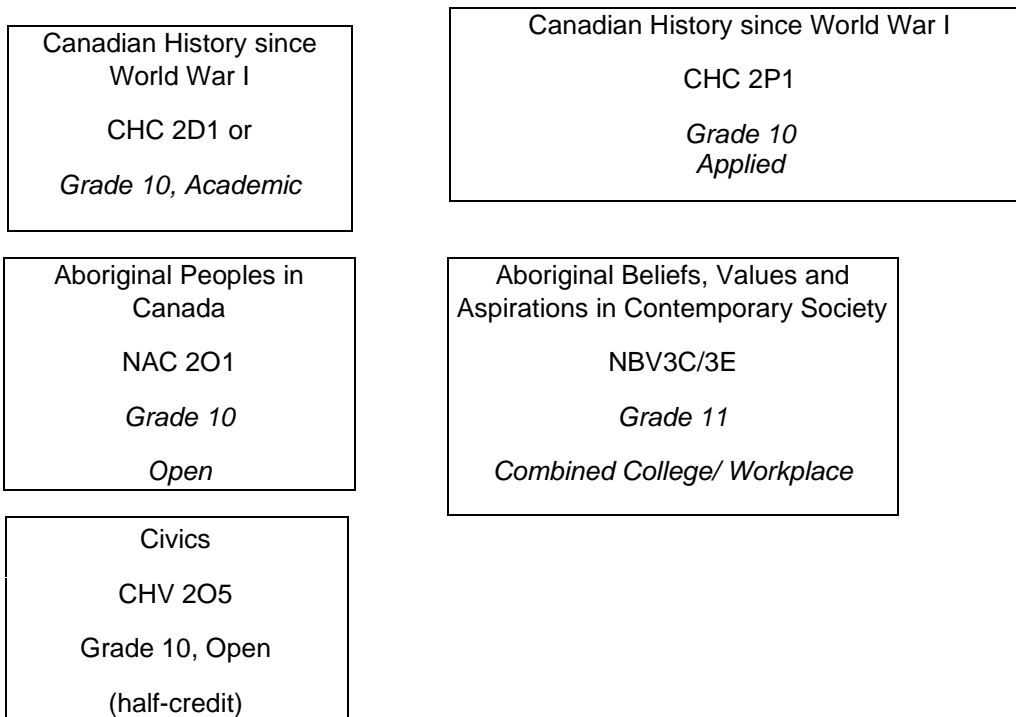 Canadian History since
World War I
CHC 2D1 or
Grade 10, Academic
Canadian History since World War I
CHC 2P1
Grade 10
Applied
Aboriginal Peoples in
Canada
NAC 2O1
Grade 10
Open
Aboriginal Beliefs, Values and
Aspirations in Contemporary Society
NBV3C/3E
Grade 11
Combined College/ Workplace
Civics
CHV 2O5
Grade 10, Open
(half-credit)